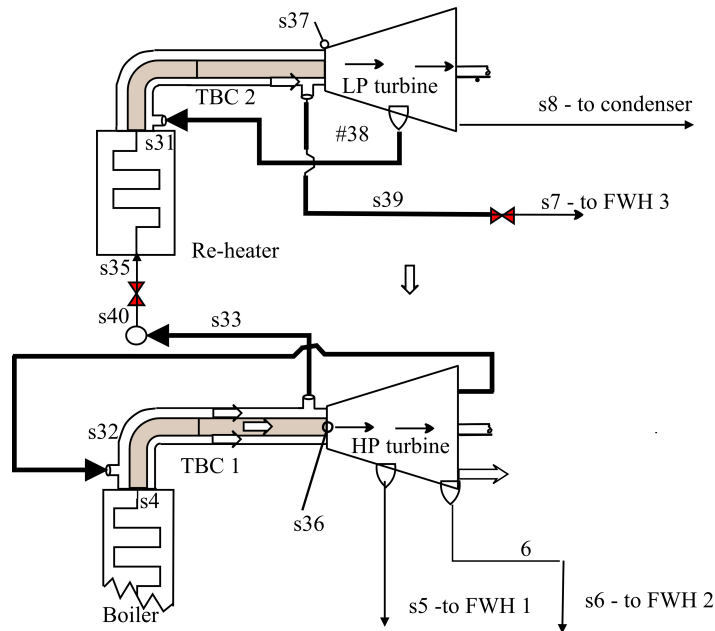 s37
LP turbine
TBC 2
s8 - to condenser
#38
s31
s39
s7 - to FWH 3
Re-heater
s35
s40
s33
s32
HP turbine
TBC 1
s4
s36
6
s5 -to FWH 1
s6 - to FWH 2
Boiler